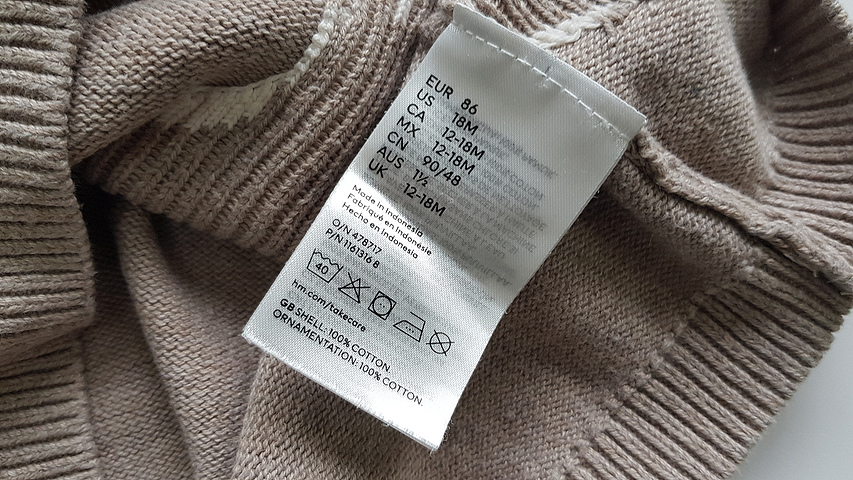 EUR 86
US 18M
CA 12-18M
MX 12-18M
CN 90/48
AUS 1½
UK 12-18M
Made in Indonesia
Fabriqué en Indonésie
Hecho en Indonesia
O/N 478717
P/N 1161316 8
40
hm.com/takecare
GB SHELL: 100% COTTON.
ORNAMENTATION: 100% COTTON.